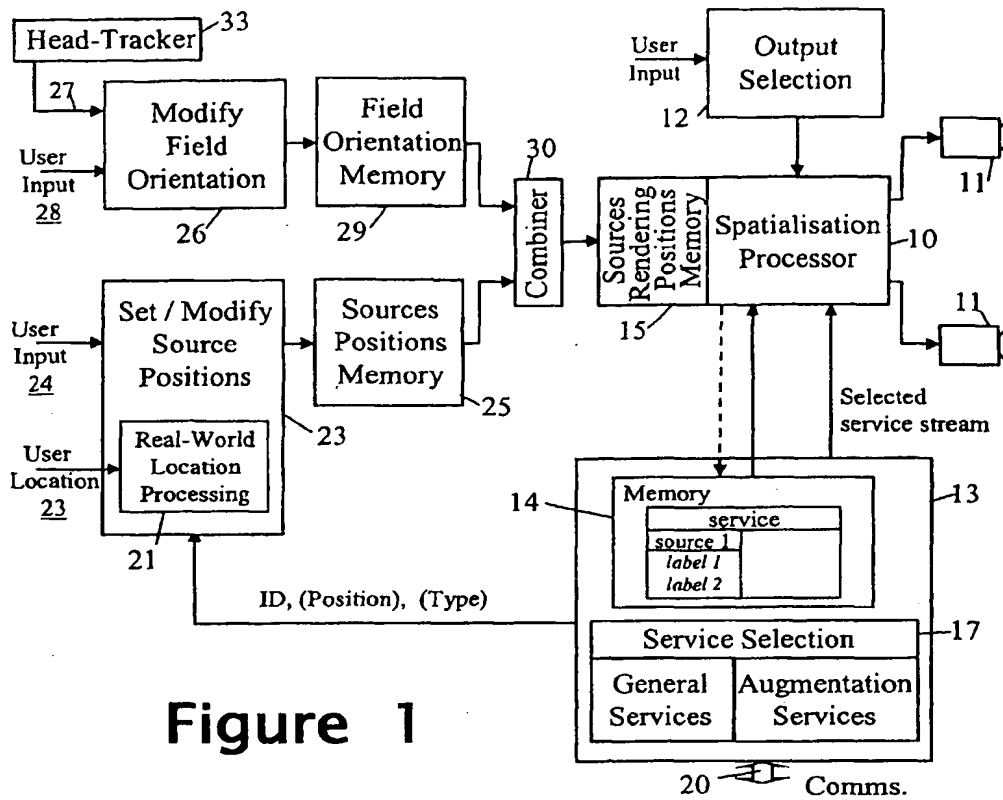 33
Head-Tracker
27
Modify
Field
Orientation
User
Input
28
26
Field
Orientation
Memory
29
30
Combiner
User
Input
Output
Selection
12
11
Sources
Rendering
Positions
Memory
15
Spatialisation
Processor
10
11
User
Input
24
Set / Modify
Source
Positions
Sources
Positions
Memory
25
23
User
Location
23
Real-World
Location
Processing
21
Selected
service stream
ID, (Position), (Type)
13
14
Memory
service
source 1
label 1
label 2
17
Service Selection
General
Services
Augmentation
Services
20
Comms.
Figure 1